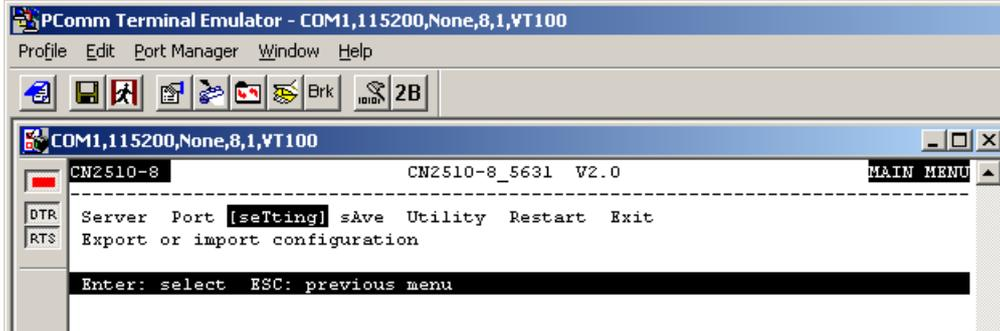 PComm Terminal Emulator - COM1,115200,None,8,1,VT100
Profile Edit Port Manager Window Help
Brk 2B
COM1,115200,None,8,1,VT100
CN2510-8 CN2510-8_5631 V2.0 MAIN MENU
-----------------------------------------------------------------------------
DTR Server Port [seTting] sAve Utility Restart Exit
RTS Export or import configuration
Enter: select ESC: previous menu